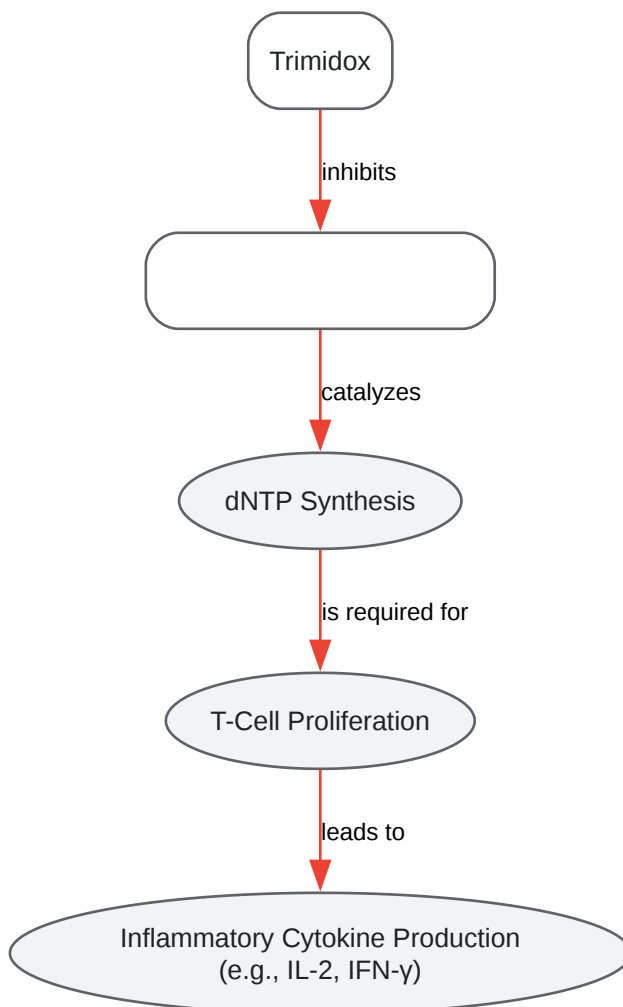 Trimidox
inhibits
catalyzes
dNTP Synthesis
is required for
T-Cell Proliferation
leads to
Inflammatory Cytokine Production
(e.g., IL-2, IFN-γ)